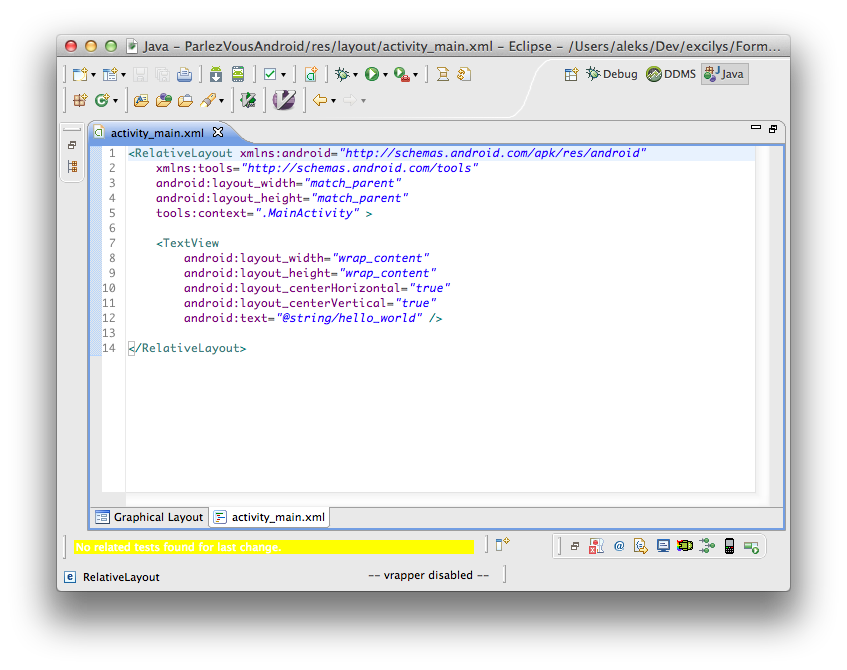 Java – ParlezVousAndroid/res/layout/activity_main.xml – Eclipse – /Users/aleks/Dev/excilys/Form...
Debug DDMS Java
activity_main.xml
1 <RelativeLayout xmlns:android="http://schemas.android.com/apk/res/android"
2 xmlns:tools="http://schemas.android.com/tools"
3 android:layout_width="match_parent"
4 android:layout_height="match_parent"
5 tools:context=".MainActivity" >
6
7 <TextView
8 android:layout_width="wrap_content"
9 android:layout_height="wrap_content"
10 android:layout_centerHorizontal="true"
11 android:layout_centerVertical="true"
12 android:text="@string/hello_world" />
13
14 </RelativeLayout>
Graphical Layout activity_main.xml
No related tests found for last change.
RelativeLayout -- vrapper disabled --